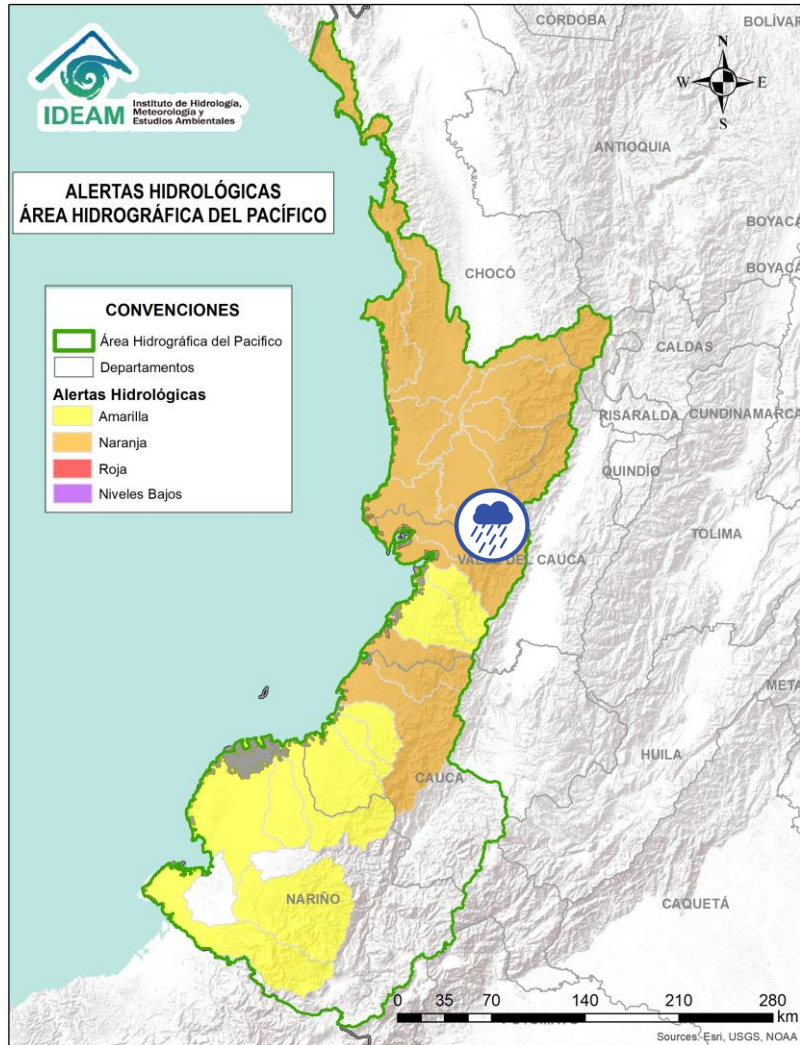 IDEAM
Instituto de Hidrología,
Meteorología y
Estudios Ambientales
ALERTAS HIDROLÓGICAS
ÁREA HIDROGRÁFICA DEL PACÍFICO
CONVENCIONES
Área Hidrográfica del Pacifico
Departamentos
Alertas Hidrológicas
Amarilla
Naranja
Roja
Niveles Bajos
CÓRDOBA
BOLÍVAR
N
W E
S
ANTIOQUIA
BOYACÁ
BOYACÁ
CHOCÓ
CALDAS
RISARALDA
CUNDINAMARCA
QUINDÍO
TOLIMA
VALLE DEL CAUCA
META
HUILA
CAUCA
NARIÑO
CAQUETÁ
0 35 70 140 210 280
km
Sources: Esri, USGS, NOAA